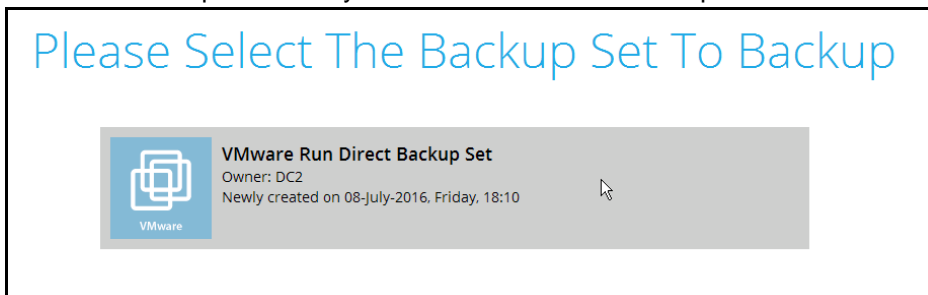 Please Select The Backup Set To Backup
VMware Run Direct Backup Set
Owner: DC2
Newly created on 08-July-2016, Friday, 18:10
VMware